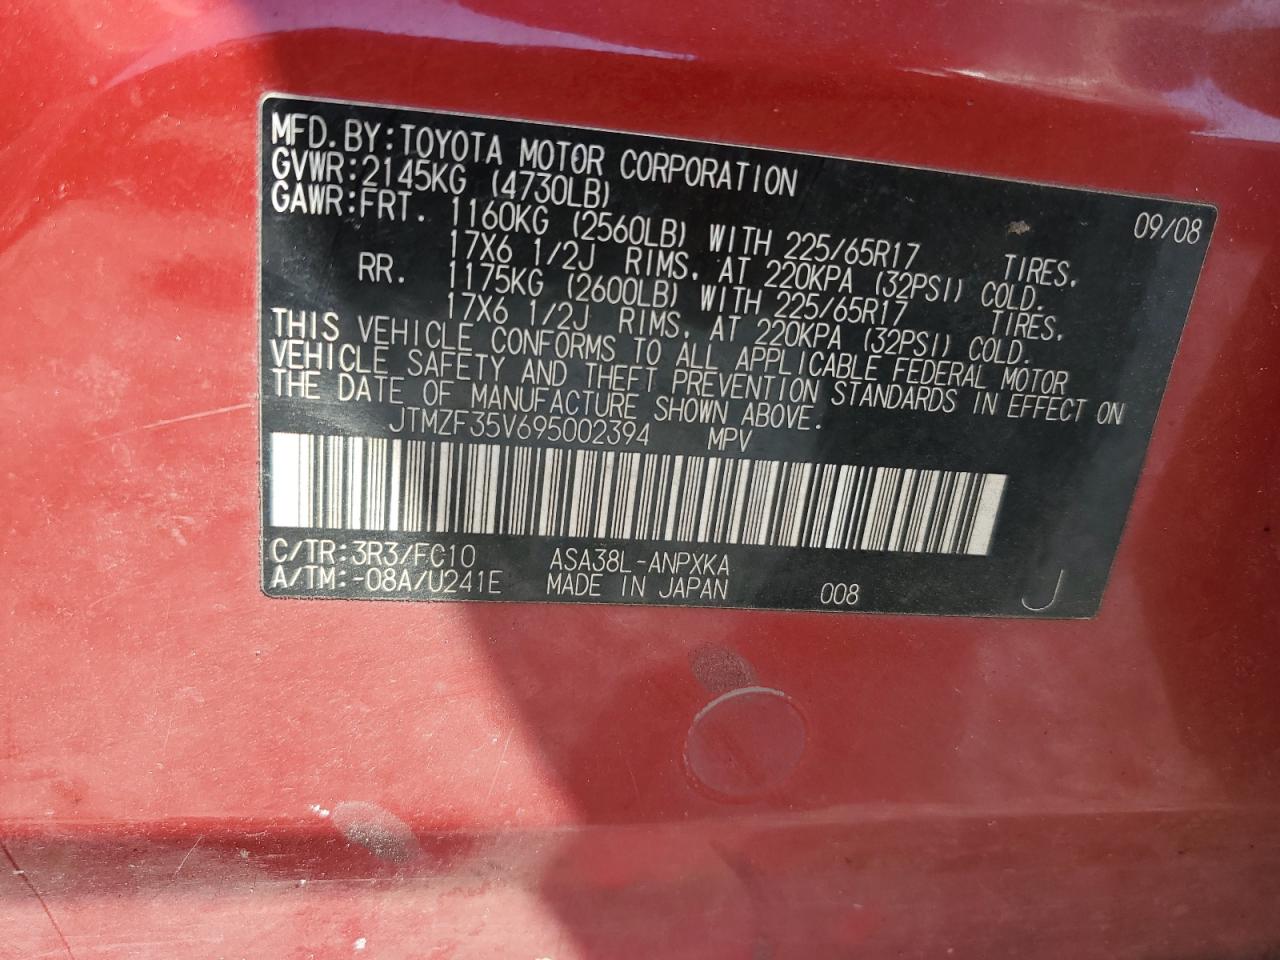 MFD.BY:TOYOTA MOTOR CORPORATION 09/08
GVWR:2145KG (4730LB)
GAWR:FRT. 1160KG (2560LB) WITH 225/65R17 TIRES,
17X6 1/2J RIMS, AT 220KPA (32PSI) COLD.
RR. 1175KG (2600LB) WITH 225/65R17 TIRES,
17X6 1/2J RIMS, AT 220KPA (32PSI) COLD.
THIS VEHICLE CONFORMS TO ALL APPLICABLE FEDERAL MOTOR
VEHICLE SAFETY AND THEFT PREVENTION STANDARDS IN EFFECT ON
THE DATE OF MANUFACTURE SHOWN ABOVE.
JTMZF35V695002394 MPV
C/TR:3R3/FC10 ASA38L-ANPXKA
A/TM:-08A/U241E MADE IN JAPAN 008 J